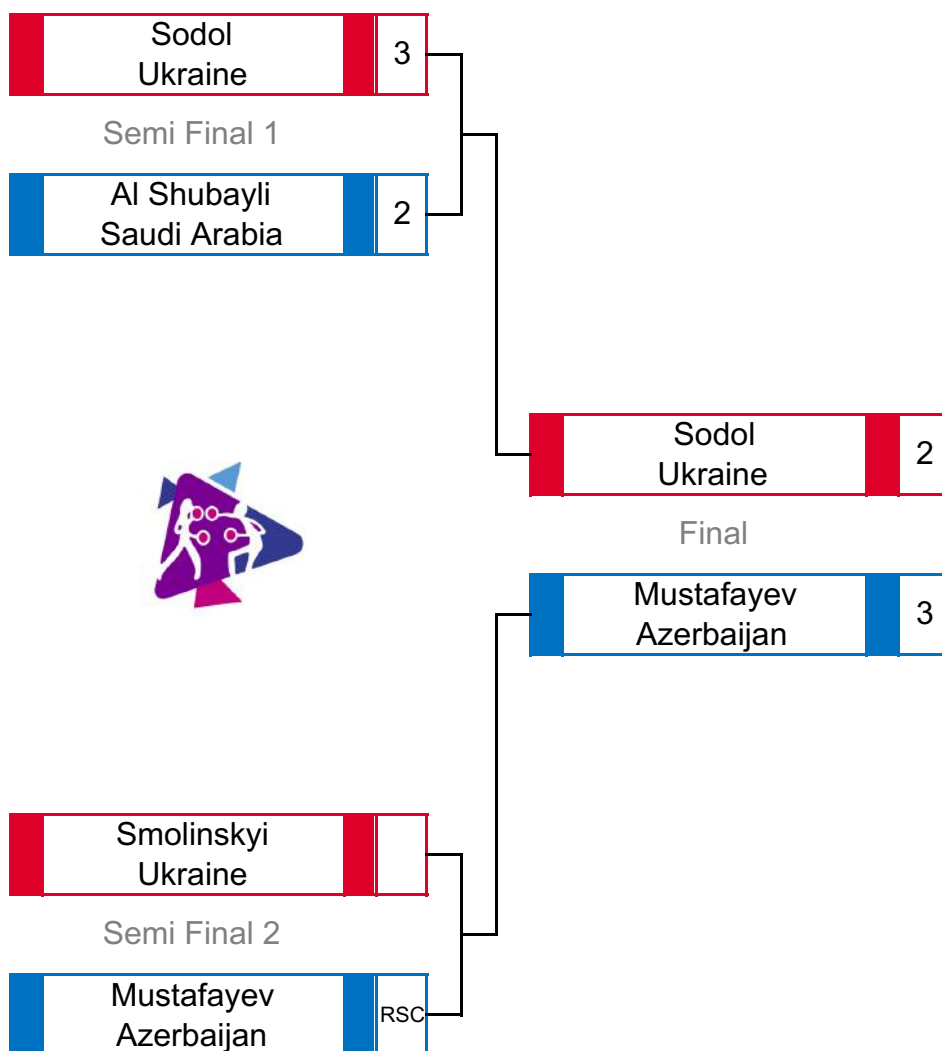 Sodol
Ukraine
3
Semi Final 1
Al Shubayli
Saudi Arabia
2
Sodol
Ukraine
2
Final
Mustafayev
Azerbaijan
3
Smolinskyi
Ukraine
Semi Final 2
Mustafayev
Azerbaijan
RSC